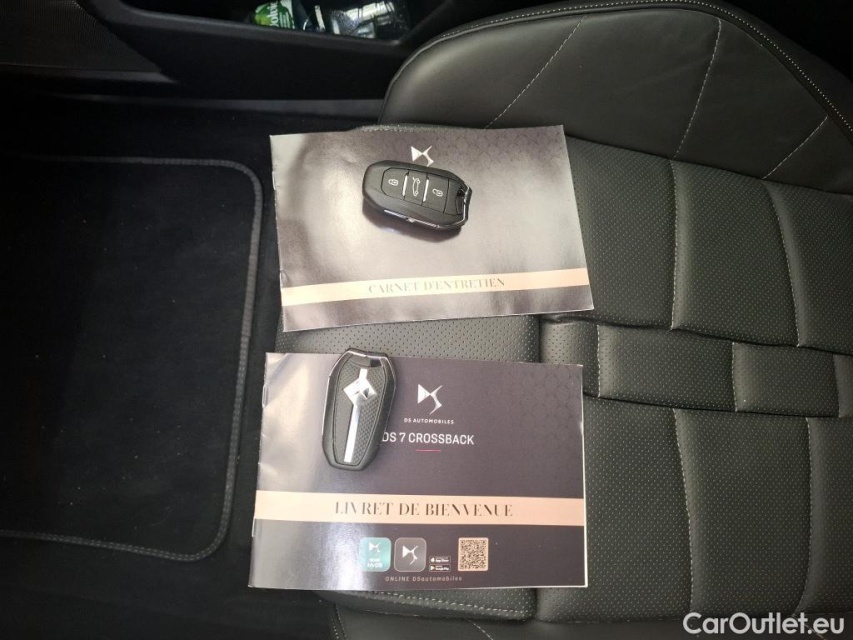 CARNET D'ENTRETIEN
DS AUTOMOBILES
DS 7 CROSSBACK
LIVRET DE BIENVENUE
ONLINE DSautomobiles
CarOutlet.eu